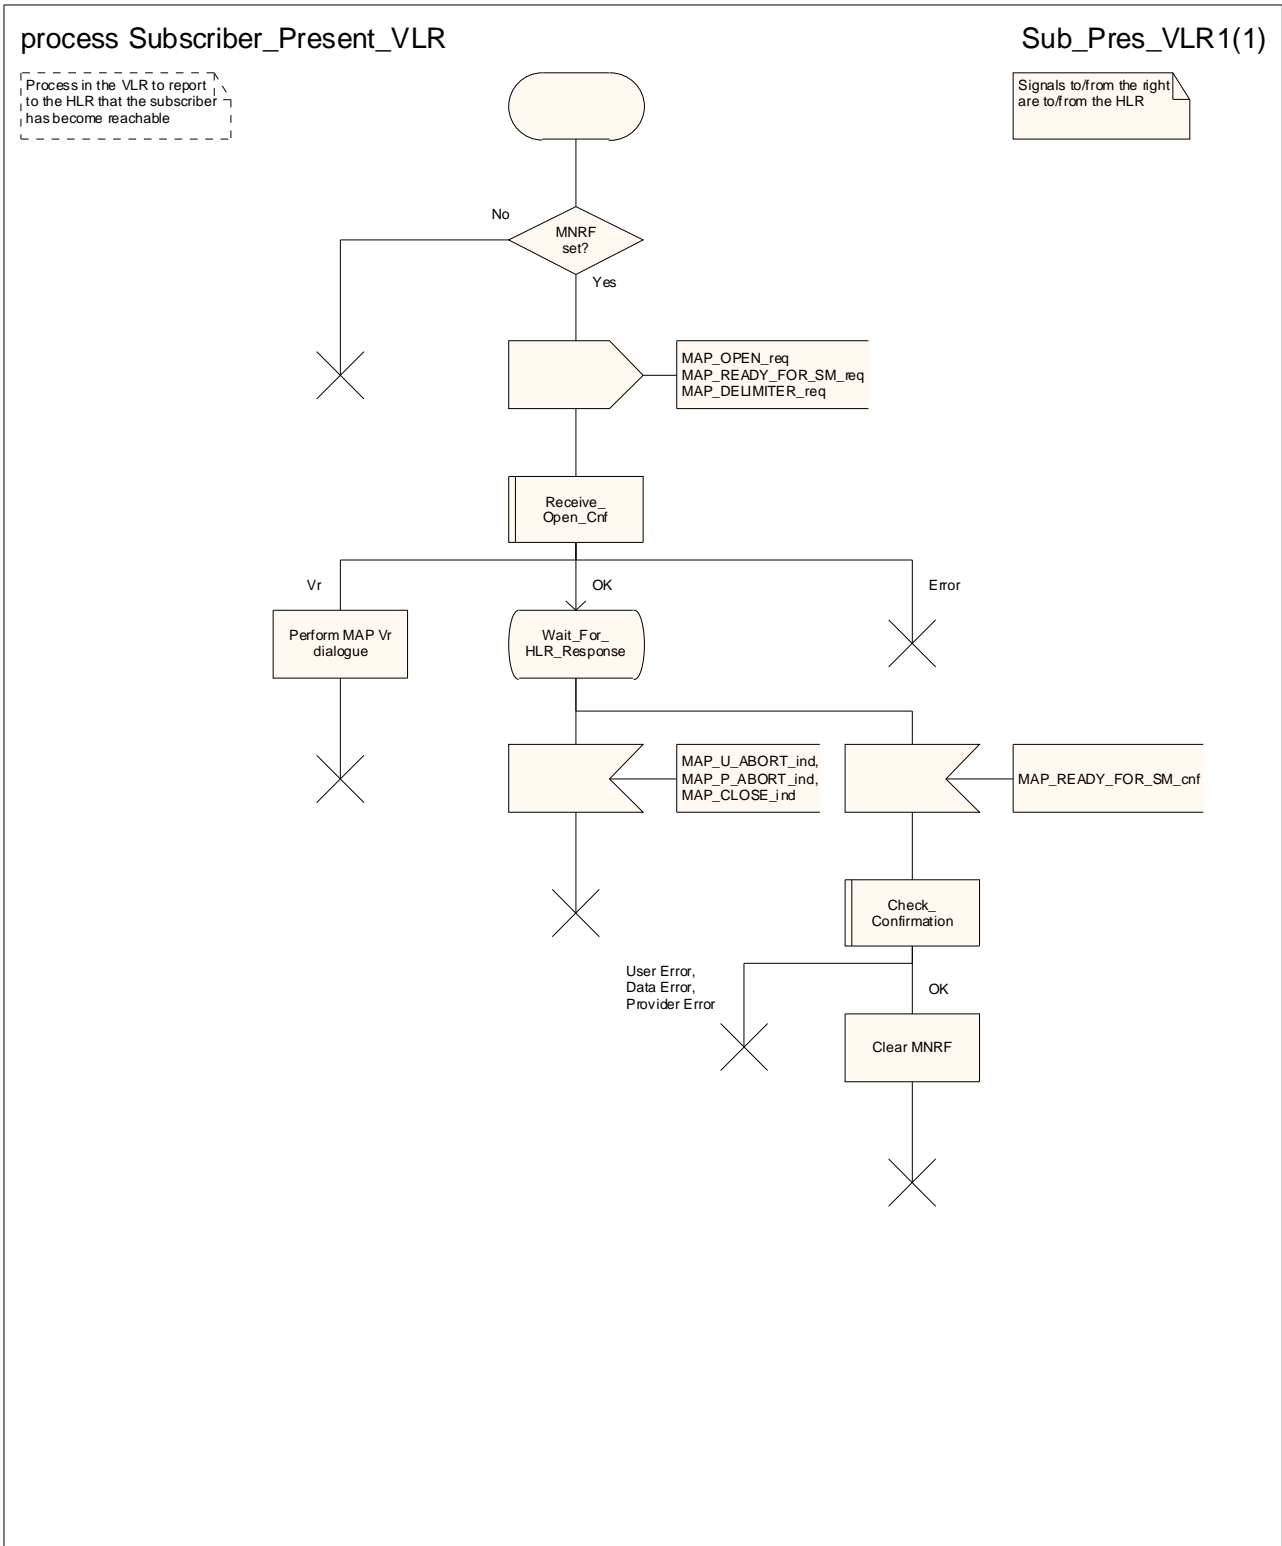 process Subscriber_Present_VLR
Sub_Pres_VLR1(1)
Process in the VLR to report
to the HLR that the subscriber
has become reachable
Signals to/from the right
are to/from the HLR
No
MNRF
set?
Yes
MAP_OPEN_req
MAP_READY_FOR_SM_req
MAP_DELIMITER_req
Receive_
Open_Cnf
Vr
OK
Error
Perform MAP Vr
dialogue
Wait_For_
HLR_Response
MAP_U_ABORT_ind,
MAP_P_ABORT_ind,
MAP_CLOSE_ind
MAP_READY_FOR_SM_cnf
Check_
Confirmation
User Error,
Data Error,
Provider Error
OK
Clear MNRF